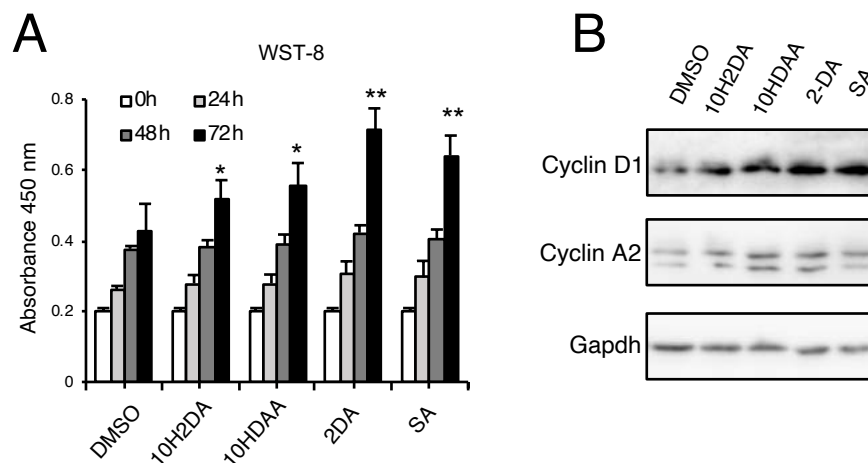 A
WST-8
0h 24h
48h 72h
Absorbance 450 nm
0.8
0.6
0.4
0.2
0
*
*
**
**
DMSO
10H2DA
10HDAA
2DA
SA
B
DMSO
10H2DA
10HDAA
2-DA
SA
Cyclin D1
Cyclin A2
Gapdh